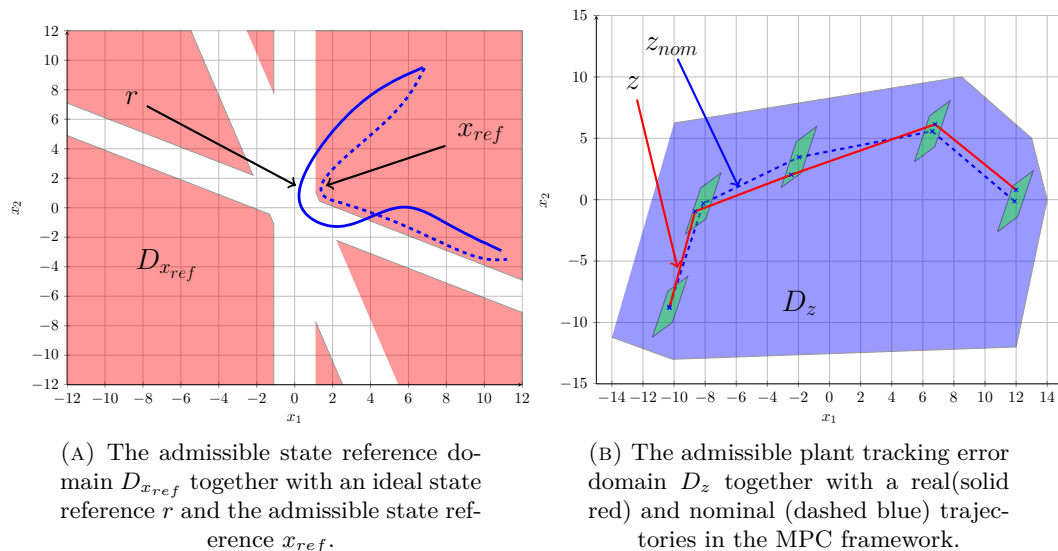 12
10
8
6
4
2
0
−2
−4
−6
−8
−10
−12
−12 −10 −8 −6 −4 −2 0 2 4 6 8 10 12
x1
x2
r
x_ref
D_x_ref
15
10
5
0
−5
−10
−15
−14 −12 −10 −8 −6 −4 −2 0 2 4 6 8 10 12 14
x1
x2
z_nom
z
D_z
(A) The admissible state reference do-
main D_x_ref together with an ideal state
reference r and the admissible state ref-
erence x_ref.
(B) The admissible plant tracking error
domain D_z together with a real(solid
red) and nominal (dashed blue) trajec-
tories in the MPC framework.